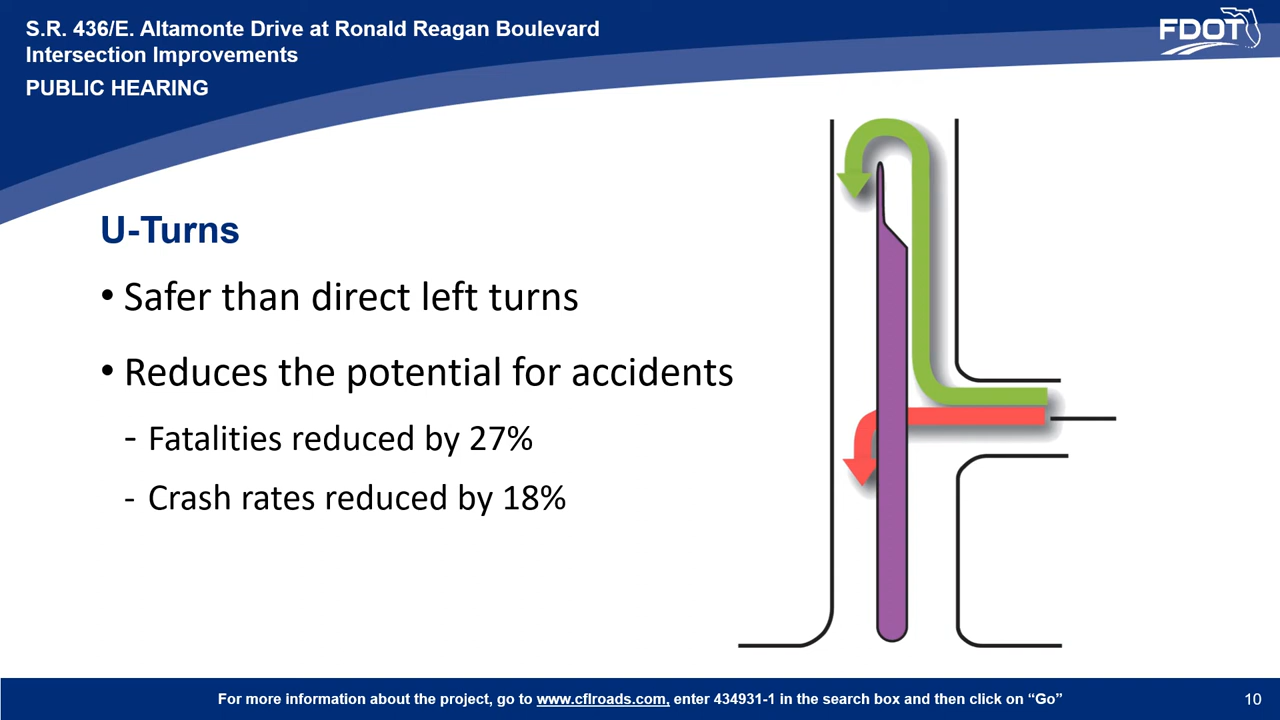 S.R. 436/E. Altamonte Drive at Ronald Reagan Boulevard
Intersection Improvements
PUBLIC HEARING
FDOT
U-Turns
• Safer than direct left turns
• Reduces the potential for accidents
- Fatalities reduced by 27%
- Crash rates reduced by 18%
For more information about the project, go to www.cflroads.com, enter 434931-1 in the search box and then click on “Go”
10